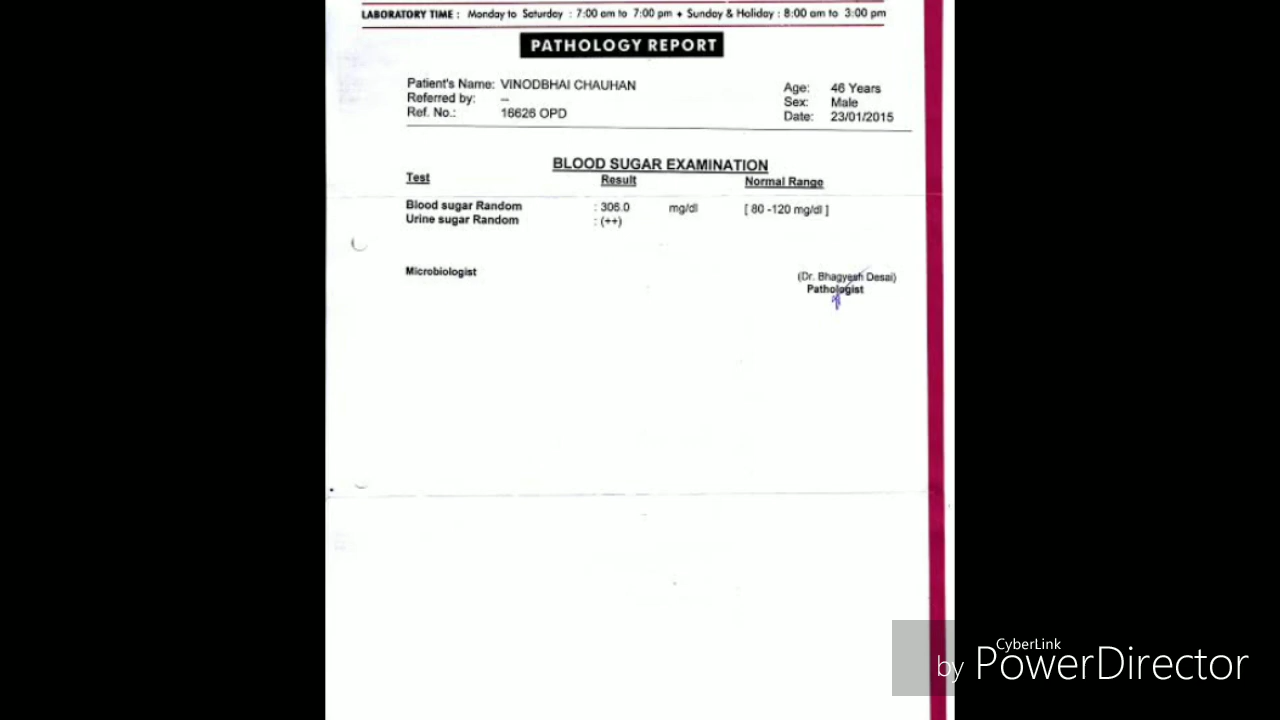 LABORATORY TIME : Monday to Saturday : 7:00 am to 7:00 pm + Sunday & Holiday : 8:00 am to 3:00 pm
PATHOLOGY REPORT
Patient's Name: VINODBHAI CHAUHAN Age: 46 Years
Referred by: -- Sex: Male
Ref. No.: 16626 OPD Date: 23/01/2015
BLOOD SUGAR EXAMINATION
Test Result Normal Range
Blood sugar Random : 306.0 mg/dl [ 80 -120 mg/dl ]
Urine sugar Random : (++)
Microbiologist (Dr. Bhagyesh Desai)
Pathologist
CyberLink
by PowerDirector